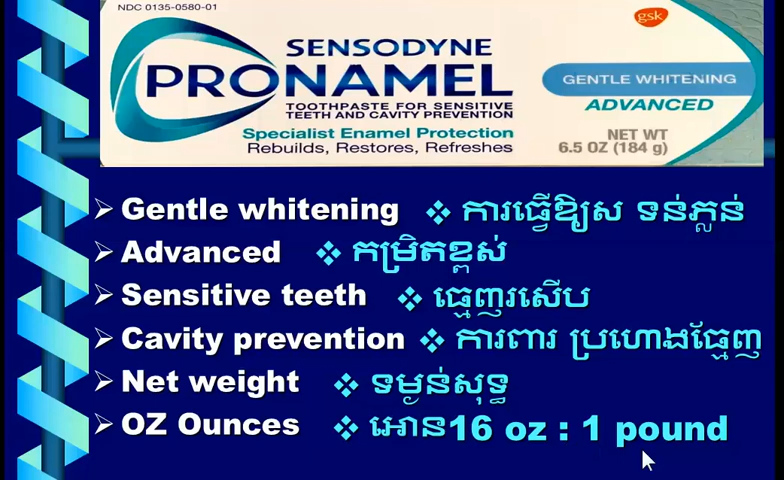 NDC 0135-0580-01
gsk
SENSODYNE
PRONAMEL
GENTLE WHITENING
TOOTHPASTE FOR SENSITIVE
TEETH AND CAVITY PREVENTION
ADVANCED
Specialist Enamel Protection
Rebuilds, Restores, Refreshes
NET WT
6.5 OZ (184 g)
Gentle whitening ការធ្វើឱ្យស ទន់ភ្លន់
Advanced កម្រិតខ្ពស់
Sensitive teeth ធ្មេញរសើប
Cavity prevention ការពារ ប្រហោងធ្មែញ
Net weight ទម្ងន់សុទ្ធ
OZ Ounces អោន16 oz : 1 pound